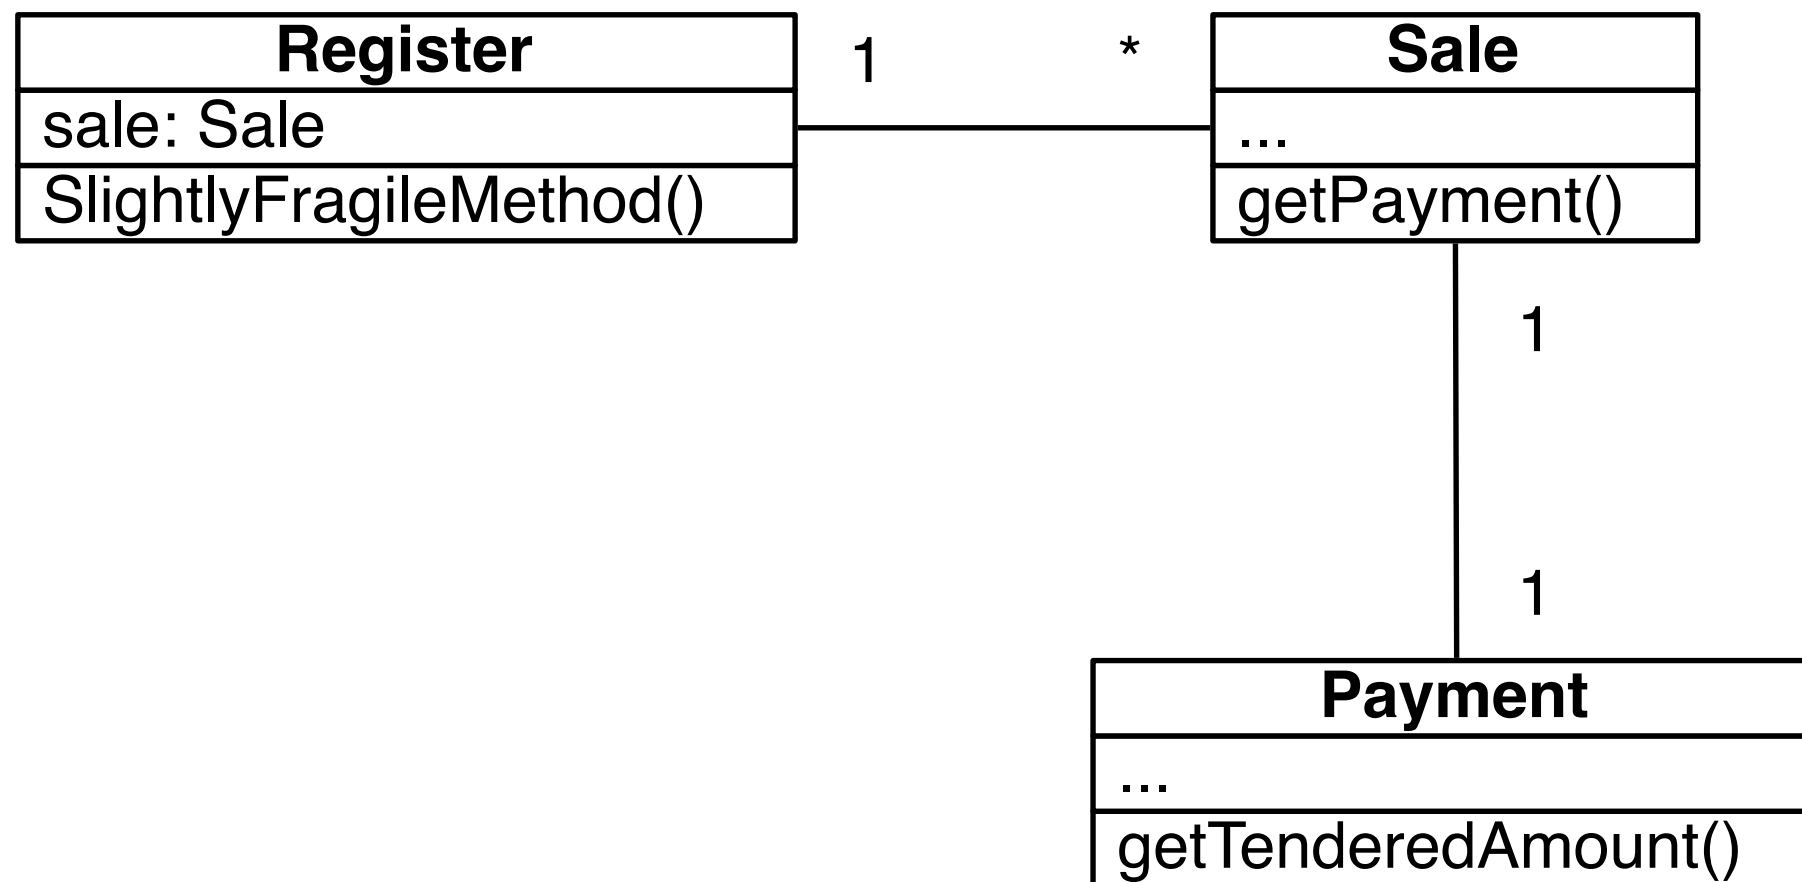 Register
sale: Sale
SlightlyFragileMethod()
1
*
Sale
...
getPayment()
1
1
Payment
...
getTenderedAmount()